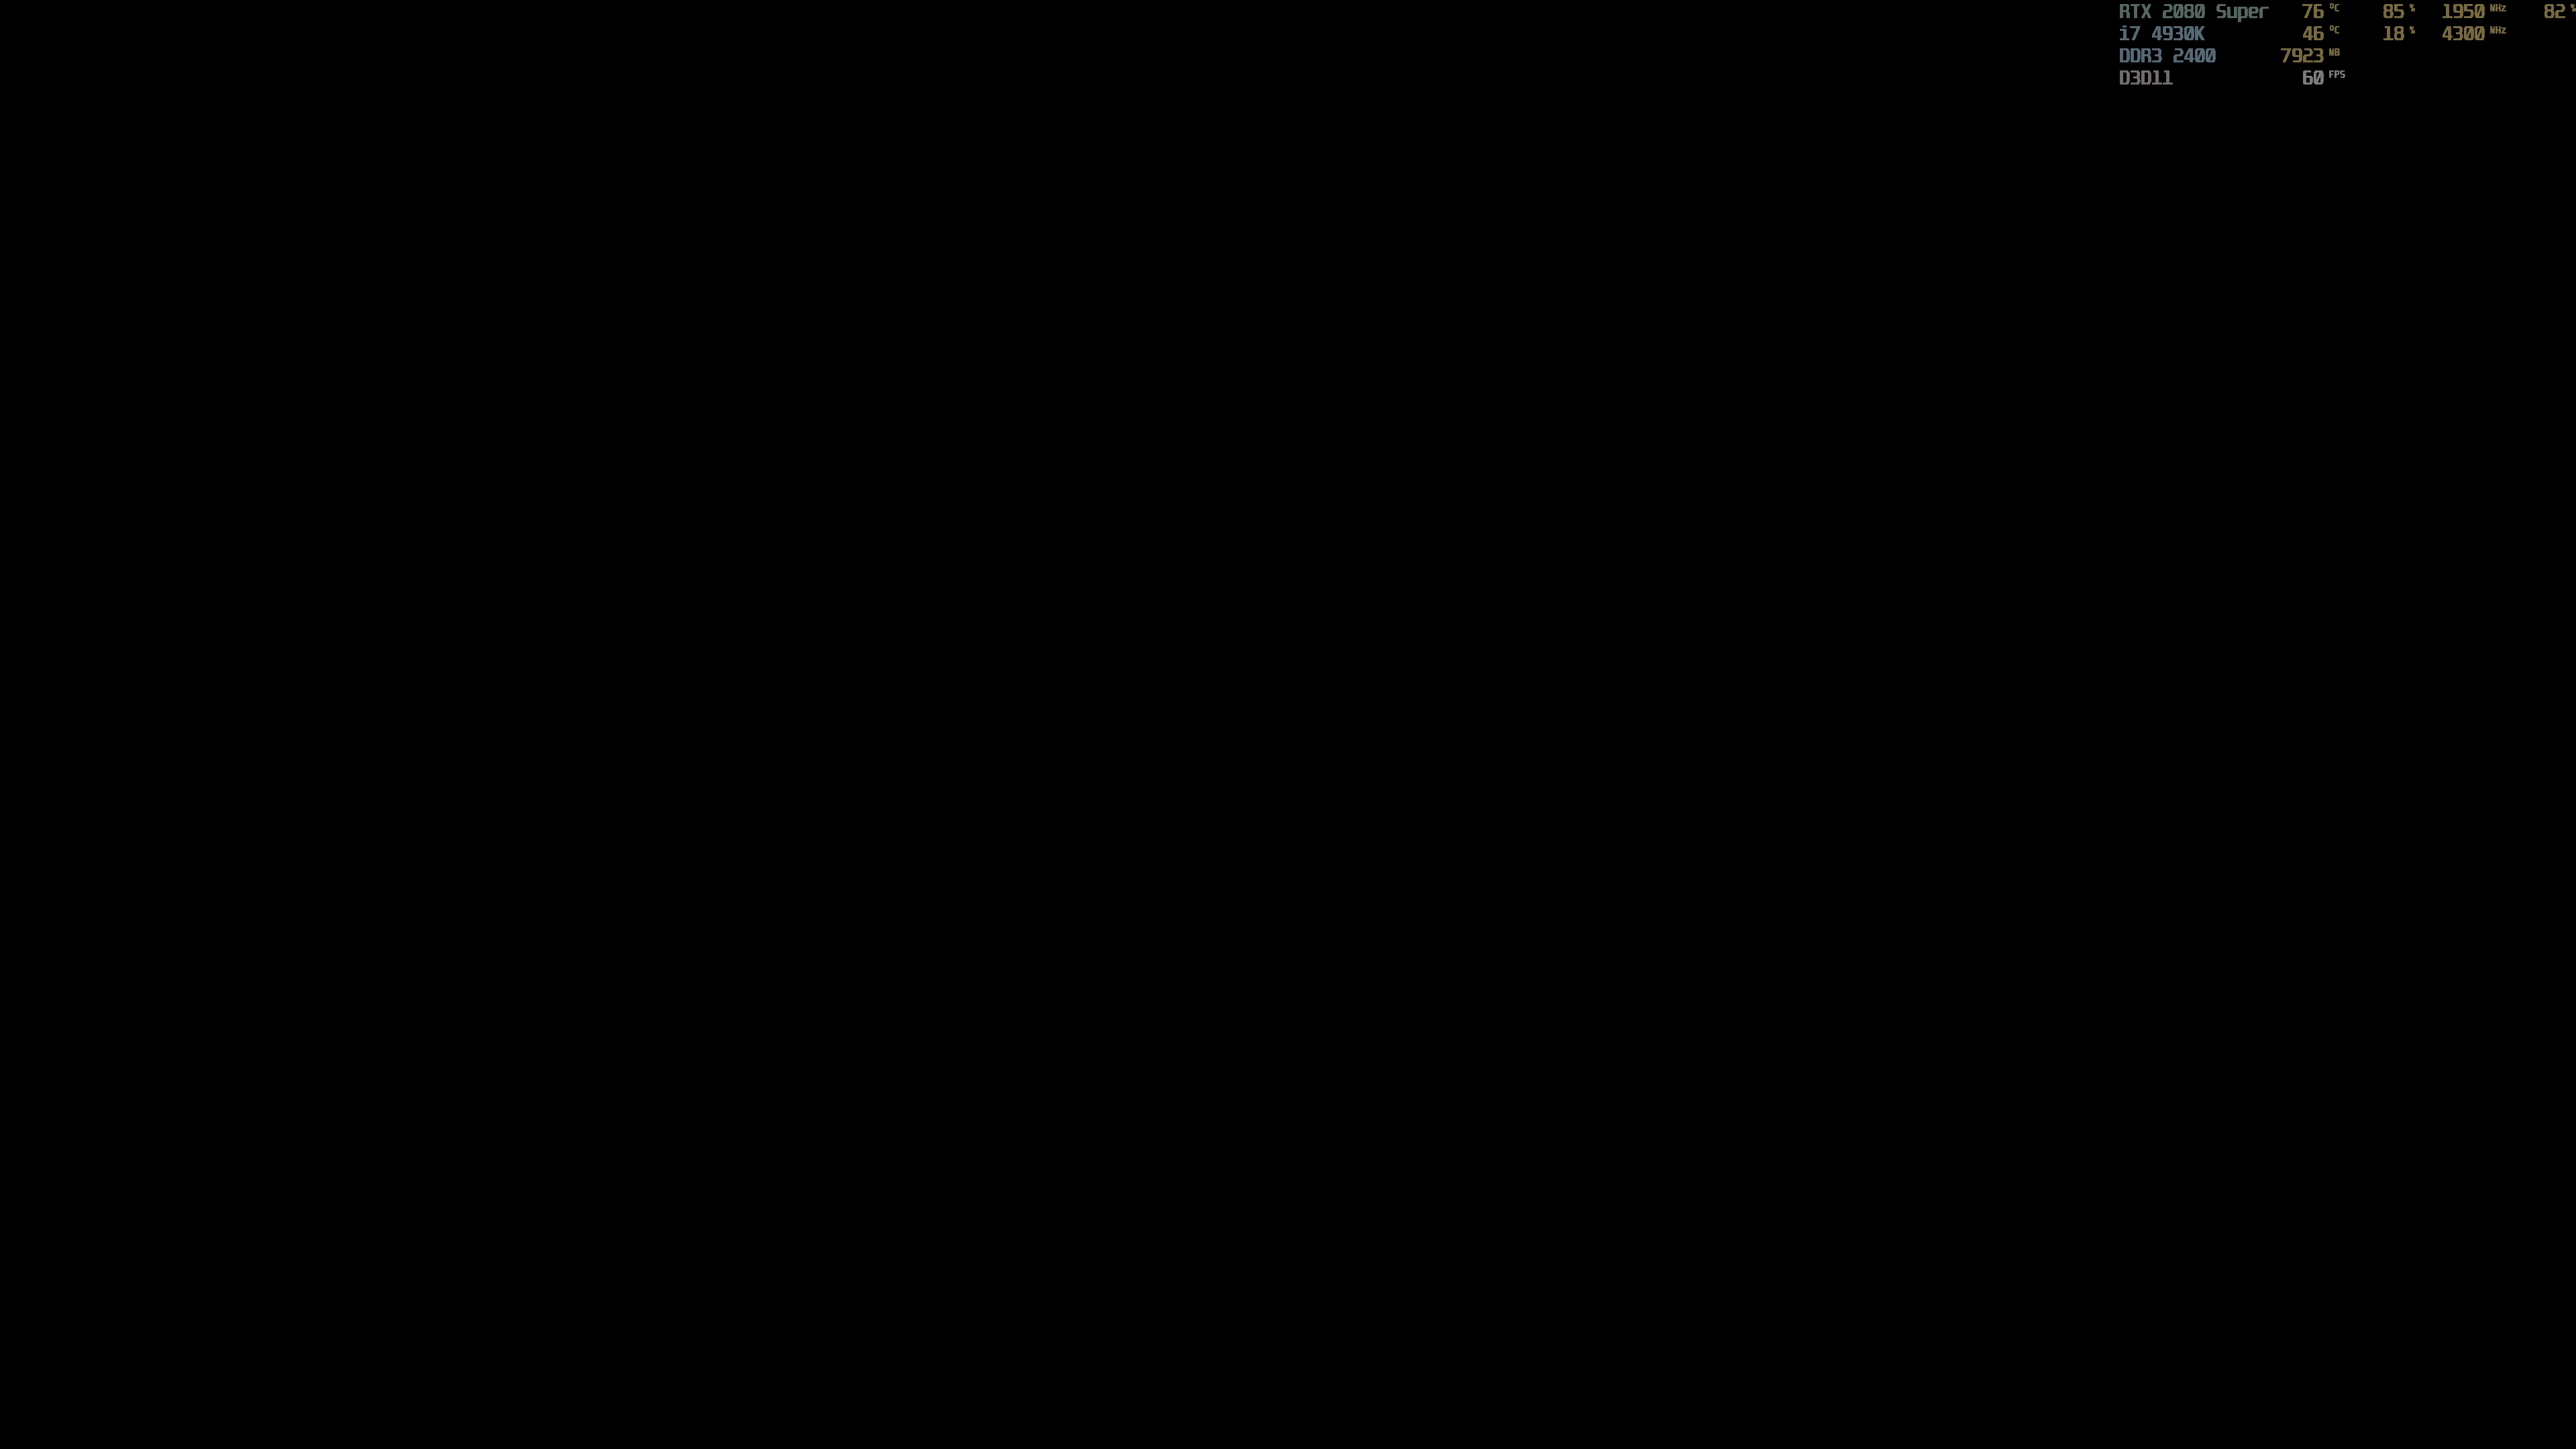 RTX 2080 Super 76 °C 85 % 1950 MHz 82 %
i7 4930K 46 °C 18 % 4300 MHz
DDR3 2400 7923 MB
D3D11 60 FPS